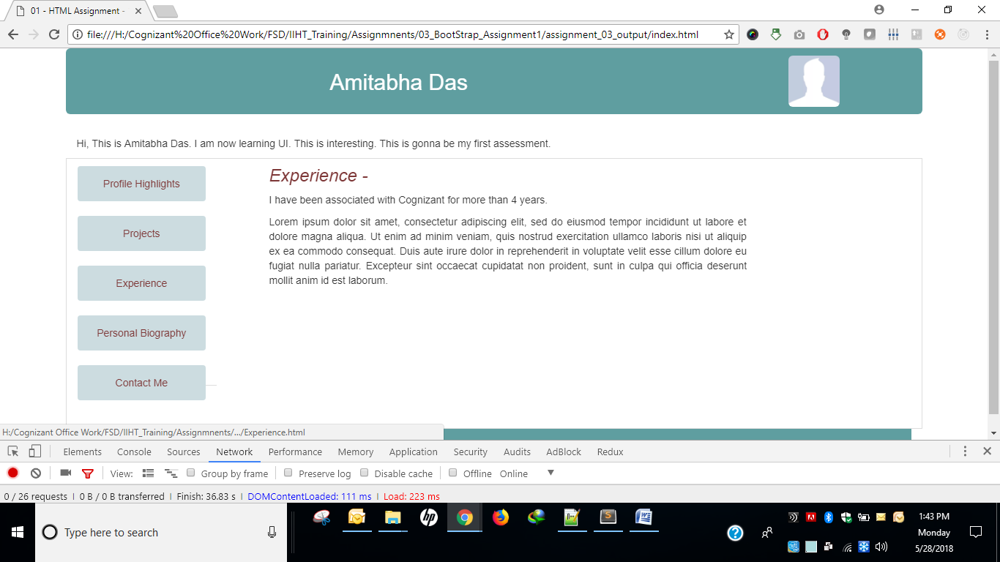 01 - HTML Assignment -
file:///H:/Cognizant%20Office%20Work/FSD/IIHT_Training/Assignmnents/03_BootStrap_Assignment1/assignment_03_output/index.html
Amitabha Das
Hi, This is Amitabha Das. I am now learning UI. This is interesting. This is gonna be my first assessment.
Profile Highlights
Projects
Experience
Personal Biography
Contact Me
Experience -
I have been associated with Cognizant for more than 4 years.
Lorem ipsum dolor sit amet, consectetur adipiscing elit, sed do eiusmod tempor incididunt ut labore et
dolore magna aliqua. Ut enim ad minim veniam, quis nostrud exercitation ullamco laboris nisi ut aliquip
ex ea commodo consequat. Duis aute irure dolor in reprehenderit in voluptate velit esse cillum dolore eu
fugiat nulla pariatur. Excepteur sint occaecat cupidatat non proident, sunt in culpa qui officia deserunt
mollit anim id est laborum.
H:/Cognizant Office Work/FSD/IIHT_Training/Assignmnents/.../Experience.html
Elements Console Sources Network Performance Memory Application Security Audits AdBlock Redux
View: Group by frame Preserve log Disable cache Offline Online
0 / 26 requests | 0 B / 0 B transferred | Finish: 36.83 s | DOMContentLoaded: 111 ms | Load: 223 ms
Type here to search
hp
1:43 PM
Monday
5/28/2018